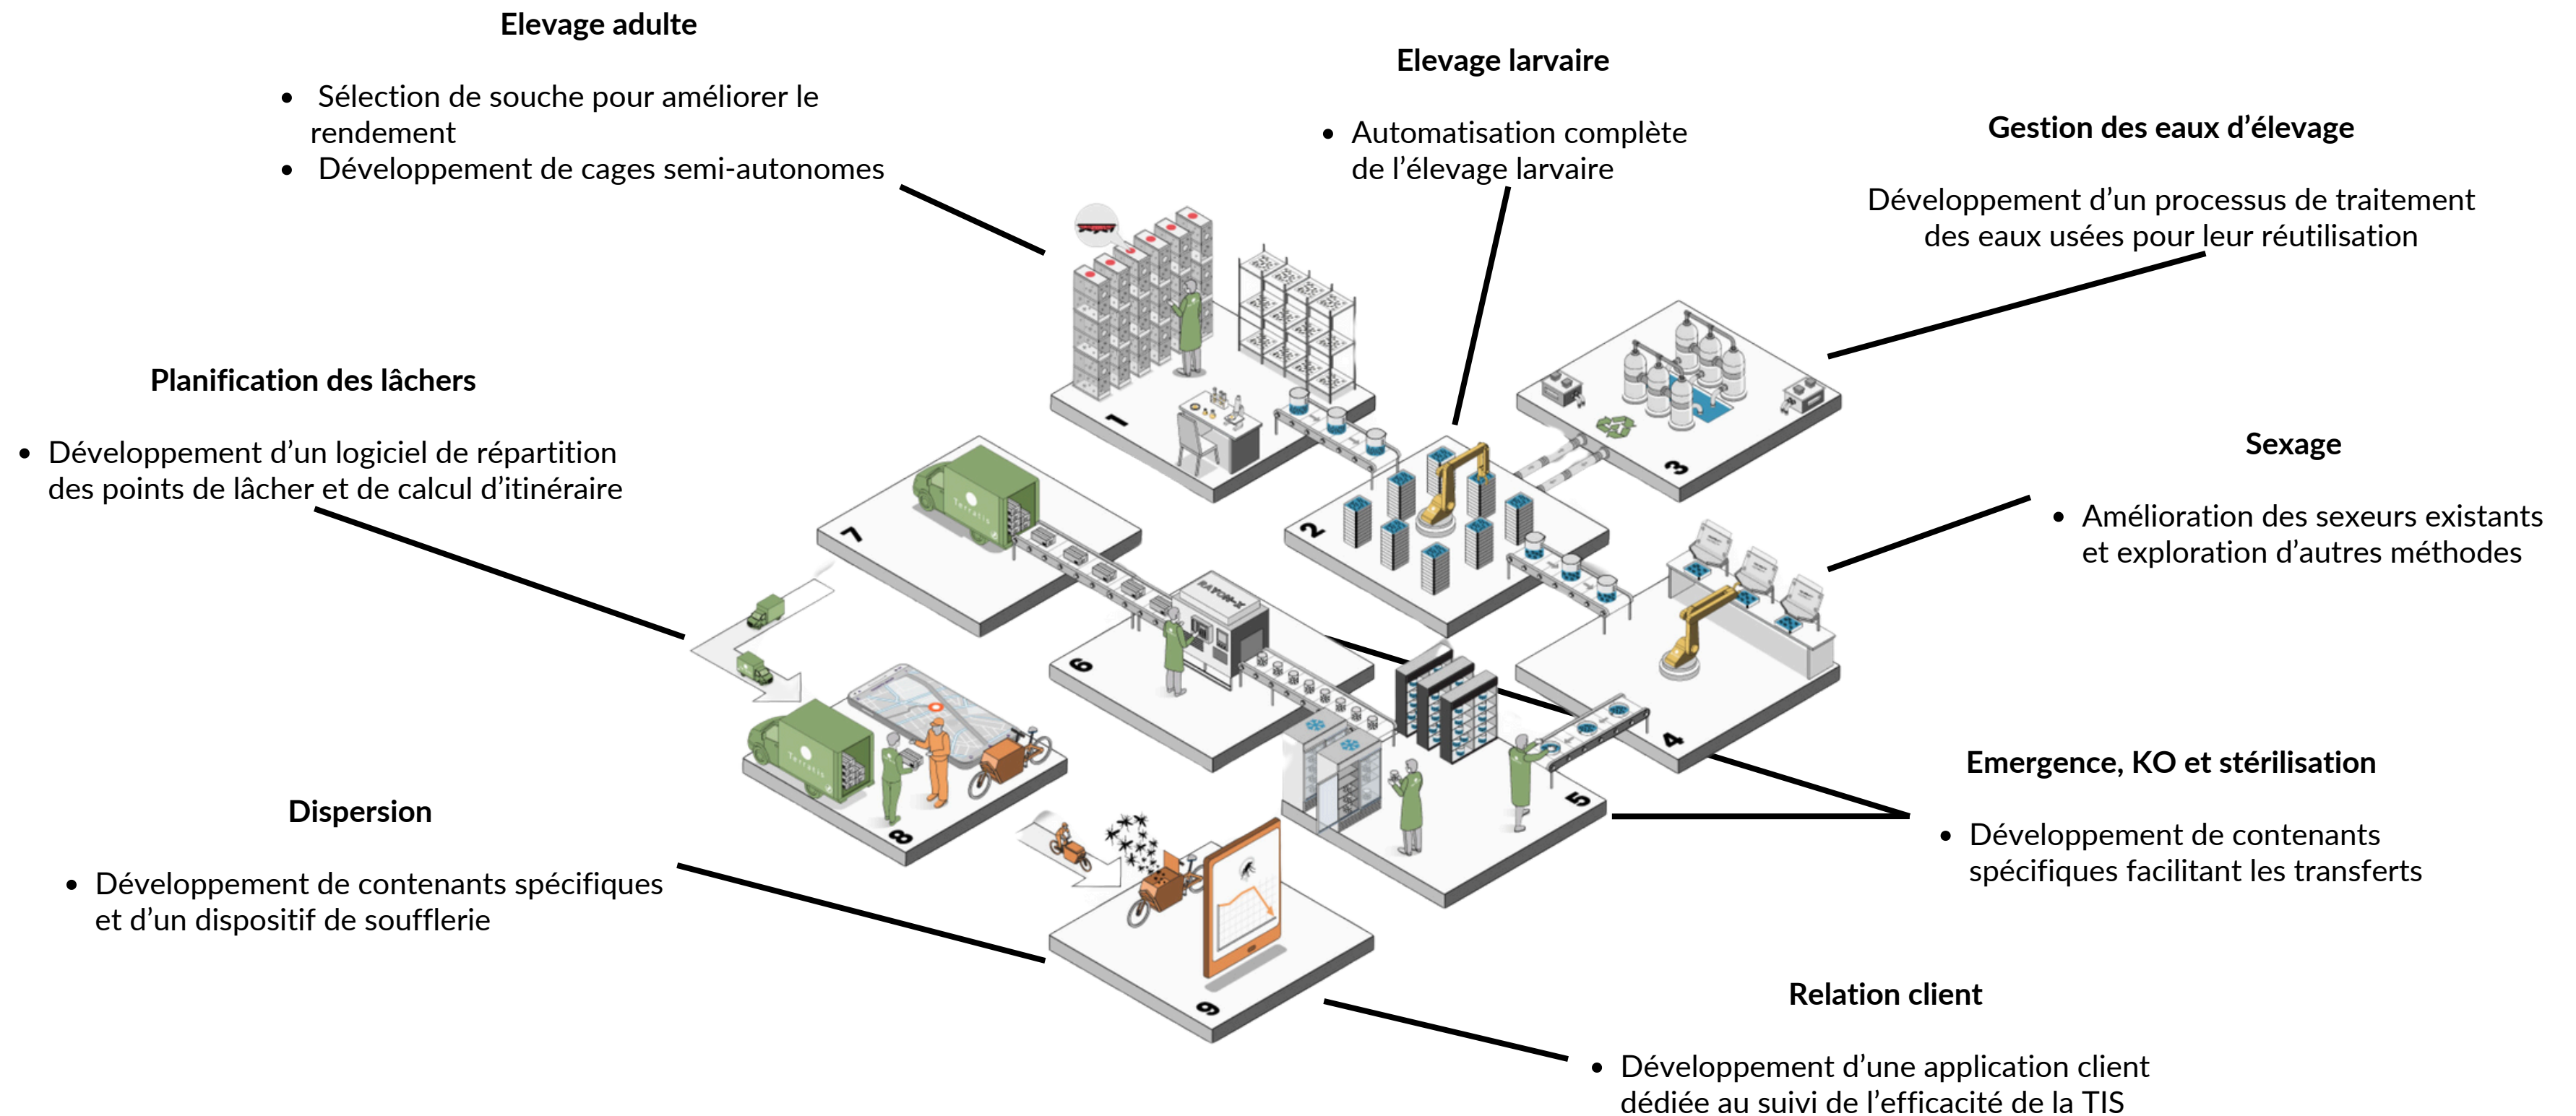 Elevage adulte
• Sélection de souche pour améliorer le
rendement
• Développement de cages semi-autonomes
Elevage larvaire
• Automatisation complète
de l’élevage larvaire
Gestion des eaux d’élevage
Développement d’un processus de traitement
des eaux usées pour leur réutilisation
Planification des lâchers
• Développement d’un logiciel de répartition
des points de lâcher et de calcul d’itinéraire
Sexage
• Amélioration des sexeurs existants
et exploration d’autres méthodes
1
2
3
7
Terratis
RAYON-X
6
4
8
Terratis
5
9
Emergence, KO et stérilisation
• Développement de contenants
spécifiques facilitant les transferts
Dispersion
• Développement de contenants spécifiques
et d’un dispositif de soufflerie
Relation client
• Développement d’une application client
dédiée au suivi de l’efficacité de la TIS